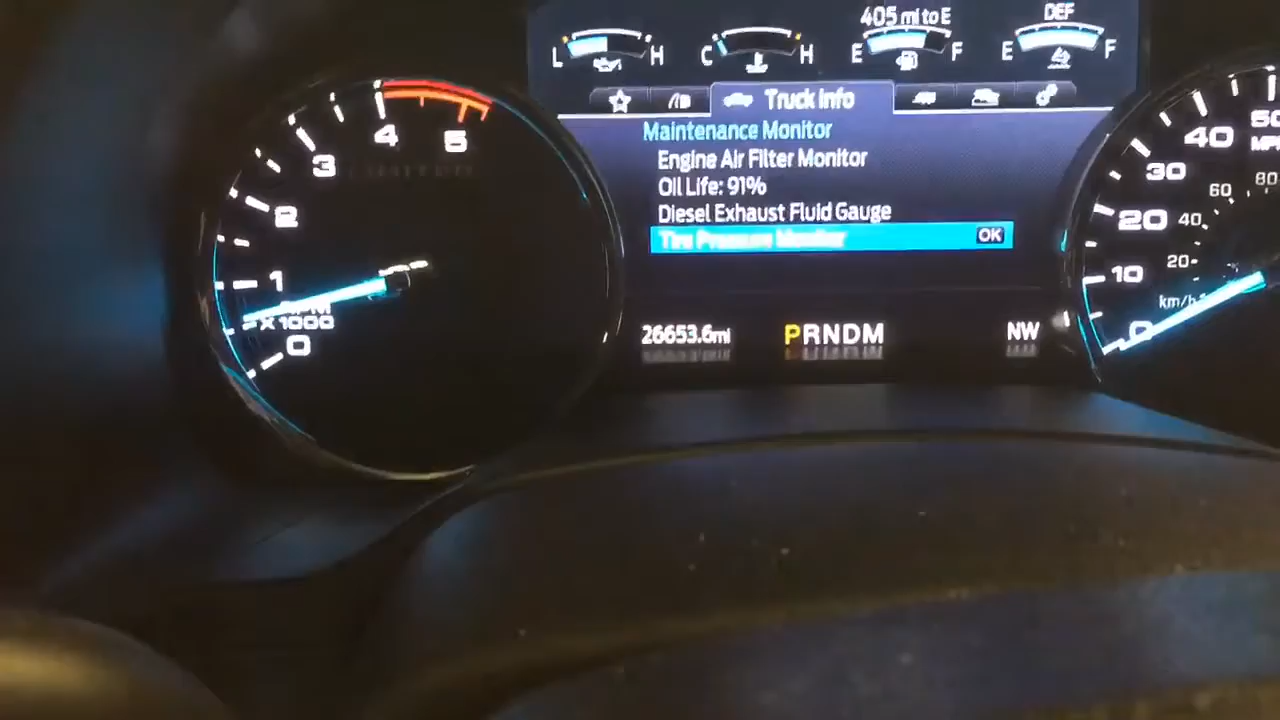 405 mi to E
DEF
L H
C H
E F
E F
Truck Info
Maintenance Monitor
Engine Air Filter Monitor
Oil Life: 91%
Diesel Exhaust Fluid Gauge
Tire Pressure Monitor
OK
26653.6mi
PRNDM
NW
5
4
3
2
1
0
RPM
X1000
50
MPH
40
30
20
10
0
80
60
40
20
km/h